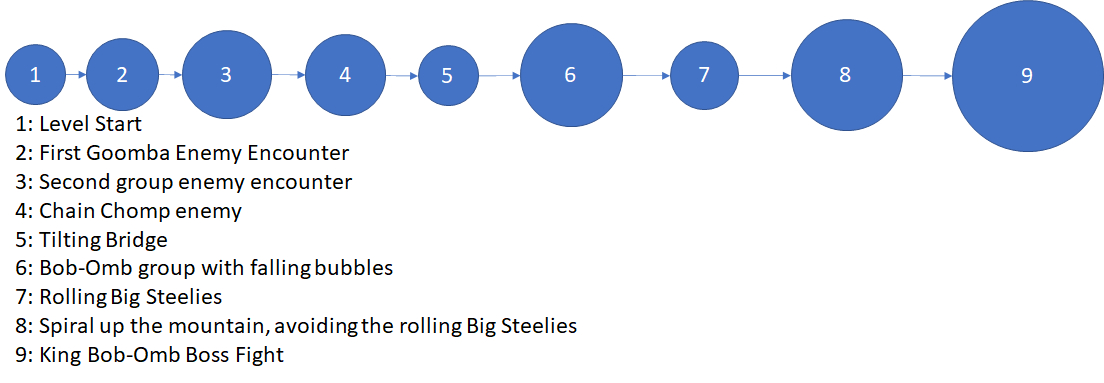 1 2 3 4 5 6 7 8 9
1: Level Start
2: First Goomba Enemy Encounter
3: Second group enemy encounter
4: Chain Chomp enemy
5: Tilting Bridge
6: Bob-Omb group with falling bubbles
7: Rolling Big Steelies
8: Spiral up the mountain, avoiding the rolling Big Steelies
9: King Bob-Omb Boss Fight